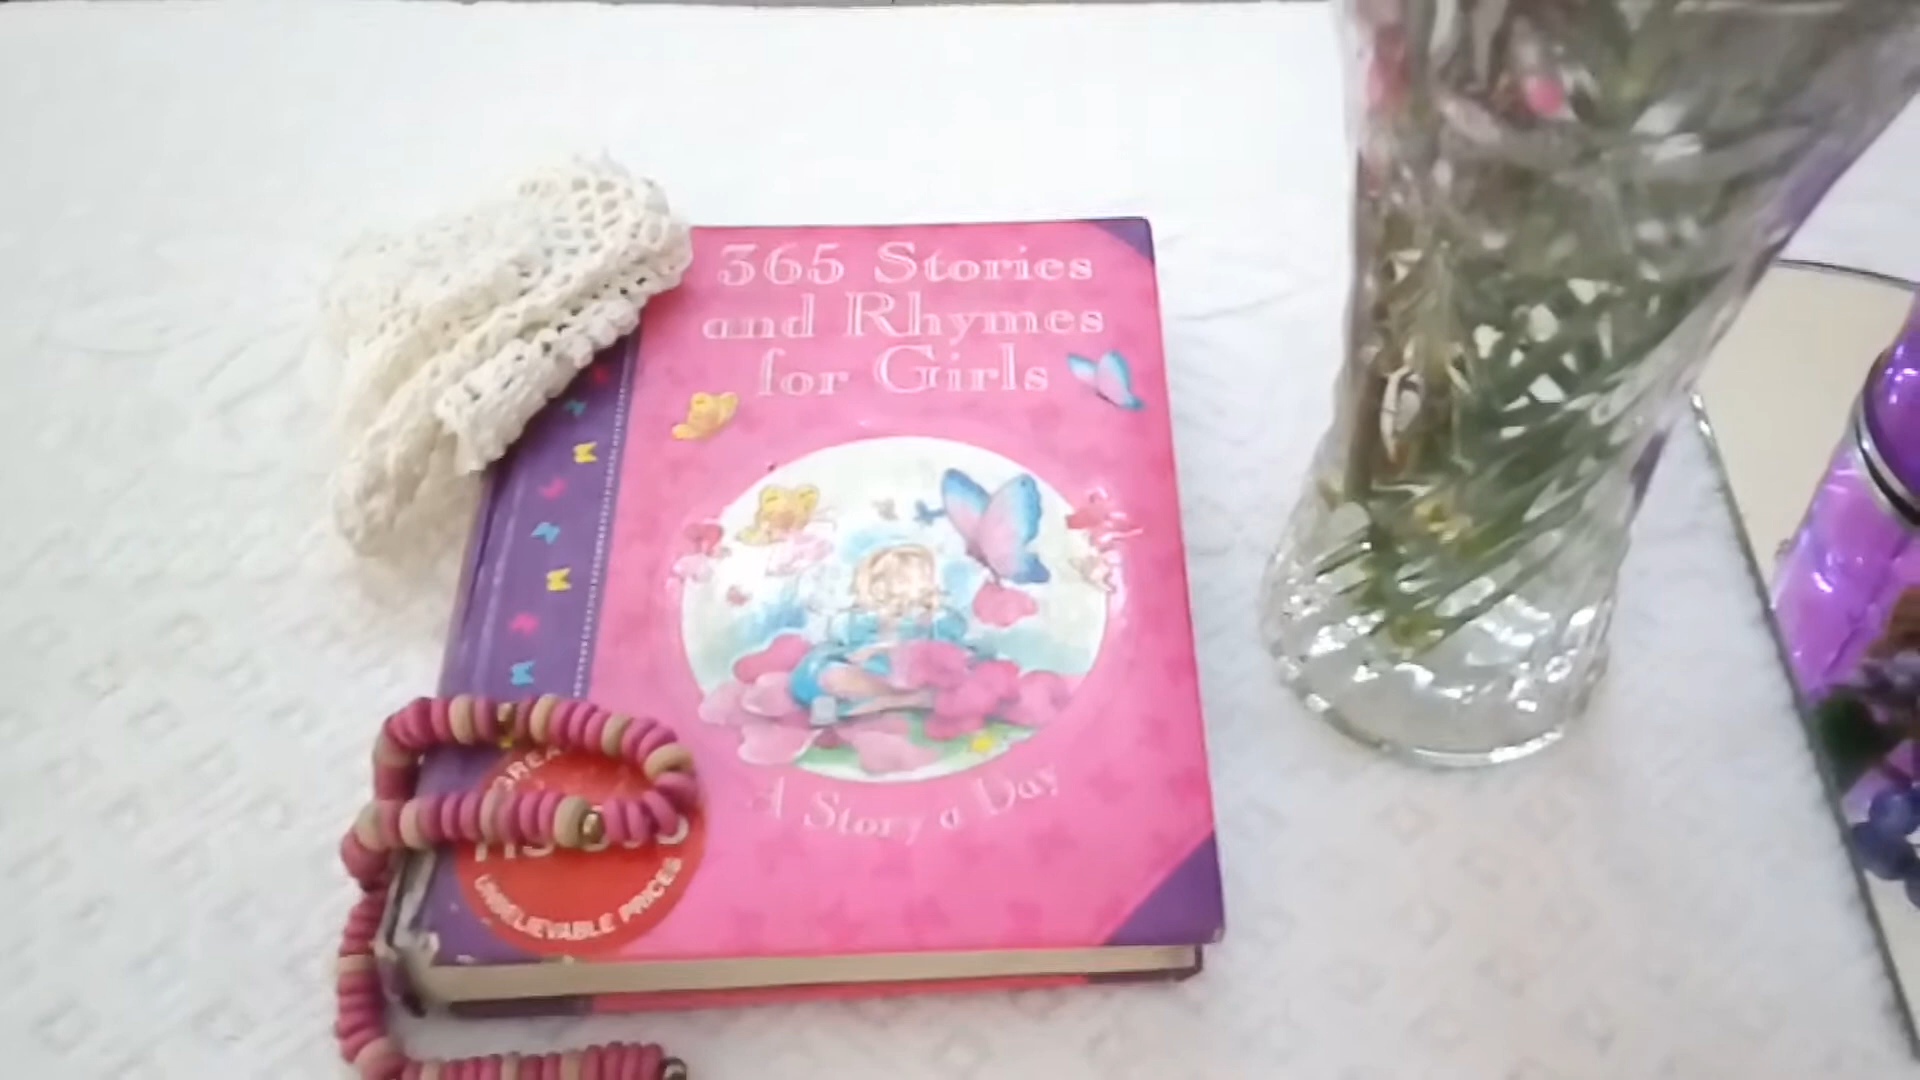 365 Stories
and Rhymes
for Girls
A Story a Day
UNBELIEVABLE PRICES